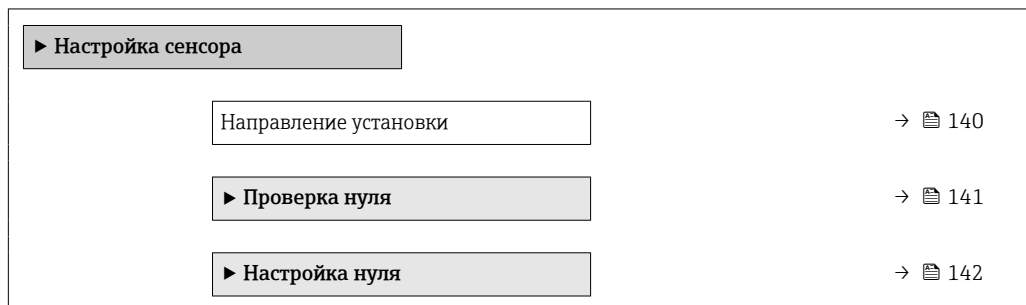 ▶ Настройка сенсора
Направление установки → 🖹 140
▶ Проверка нуля → 🖹 141
▶ Настройка нуля → 🖹 142